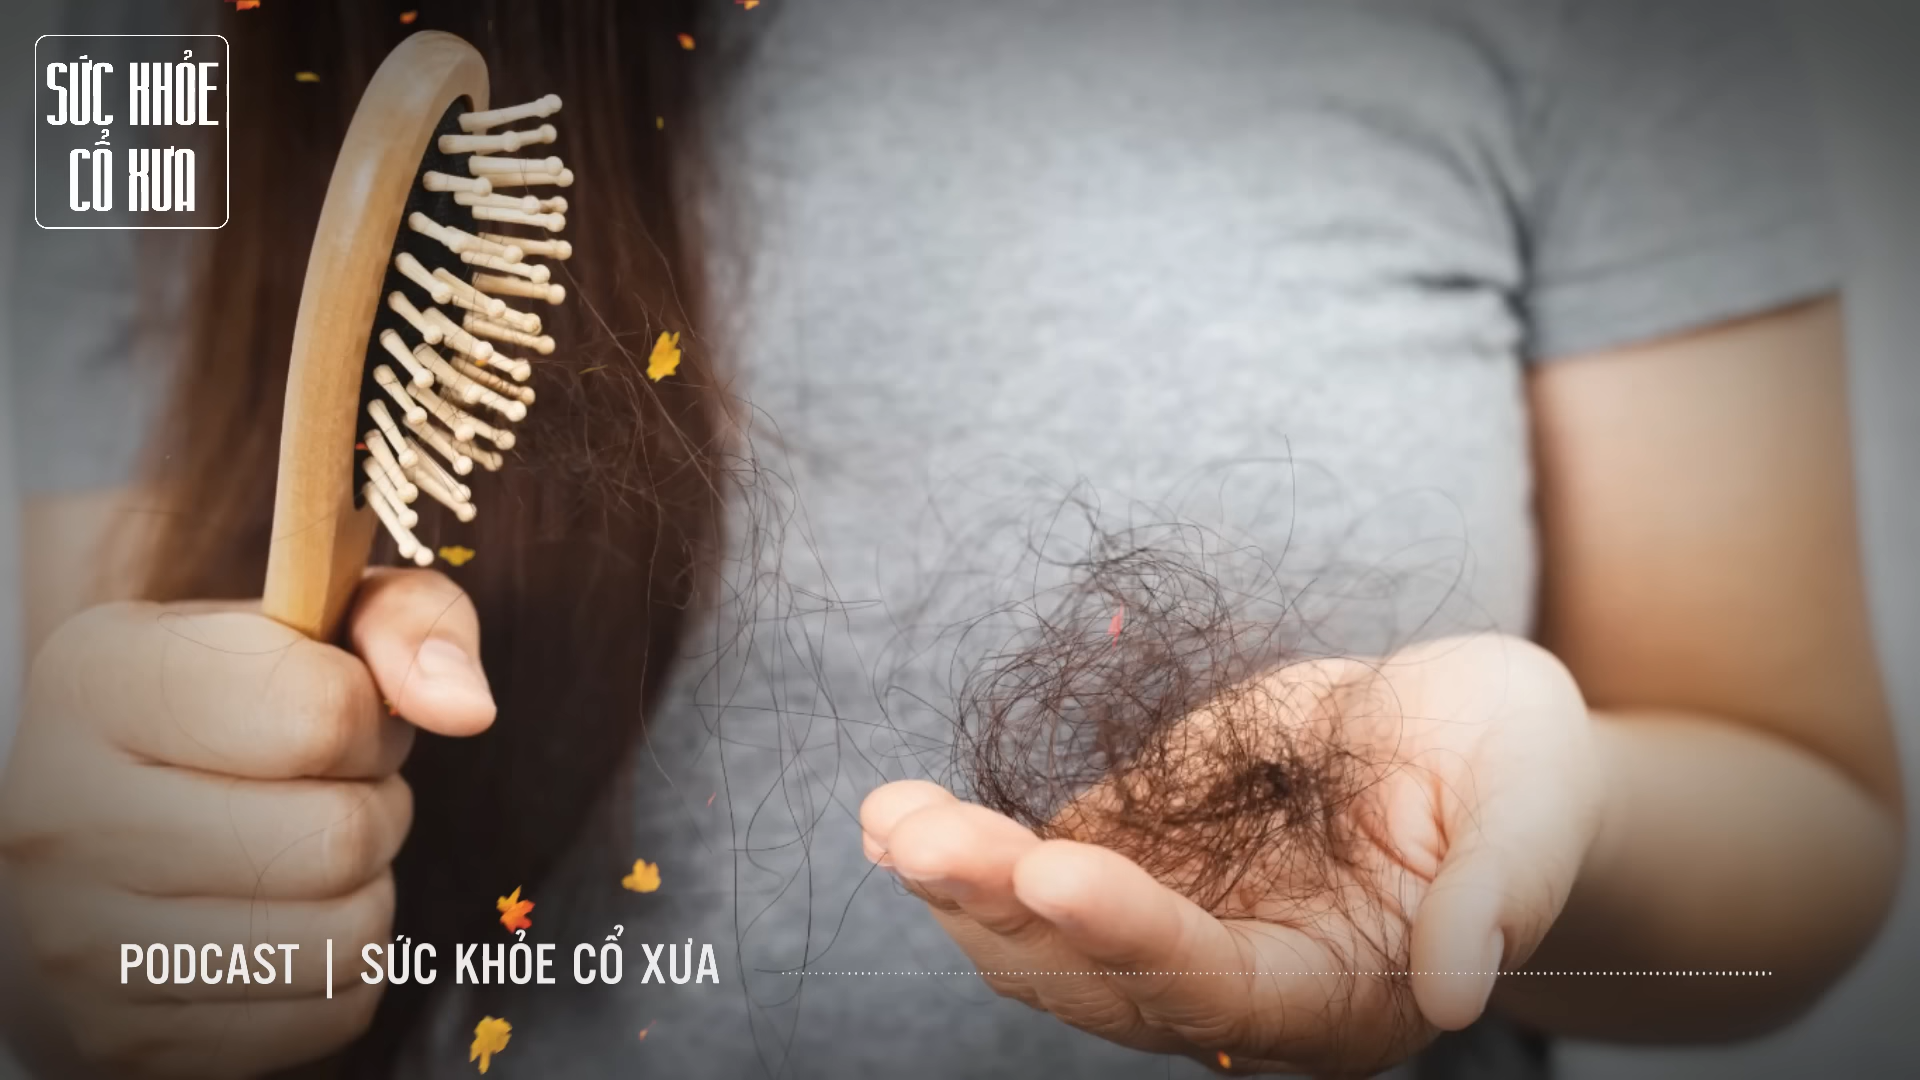 SỨC KHỎE
CỔ XƯA
PODCAST | SỨC KHỎE CỔ XƯA